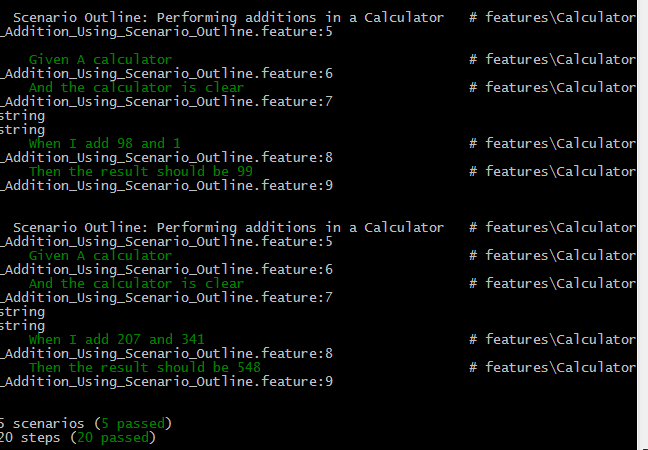 Scenario Outline: Performing additions in a Calculator # features\Calculator
_Addition_Using_Scenario_Outline.feature:5
Given A calculator # features\Calculator
_Addition_Using_Scenario_Outline.feature:6
And the calculator is clear # features\Calculator
_Addition_Using_Scenario_Outline.feature:7
string
string
When I add 98 and 1 # features\Calculator
_Addition_Using_Scenario_Outline.feature:8
Then the result should be 99 # features\Calculator
_Addition_Using_Scenario_Outline.feature:9
Scenario Outline: Performing additions in a Calculator # features\Calculator
_Addition_Using_Scenario_Outline.feature:5
Given A calculator # features\Calculator
_Addition_Using_Scenario_Outline.feature:6
And the calculator is clear # features\Calculator
_Addition_Using_Scenario_Outline.feature:7
string
string
When I add 207 and 341 # features\Calculator
_Addition_Using_Scenario_Outline.feature:8
Then the result should be 548 # features\Calculator
_Addition_Using_Scenario_Outline.feature:9
5 scenarios (5 passed)
20 steps (20 passed)